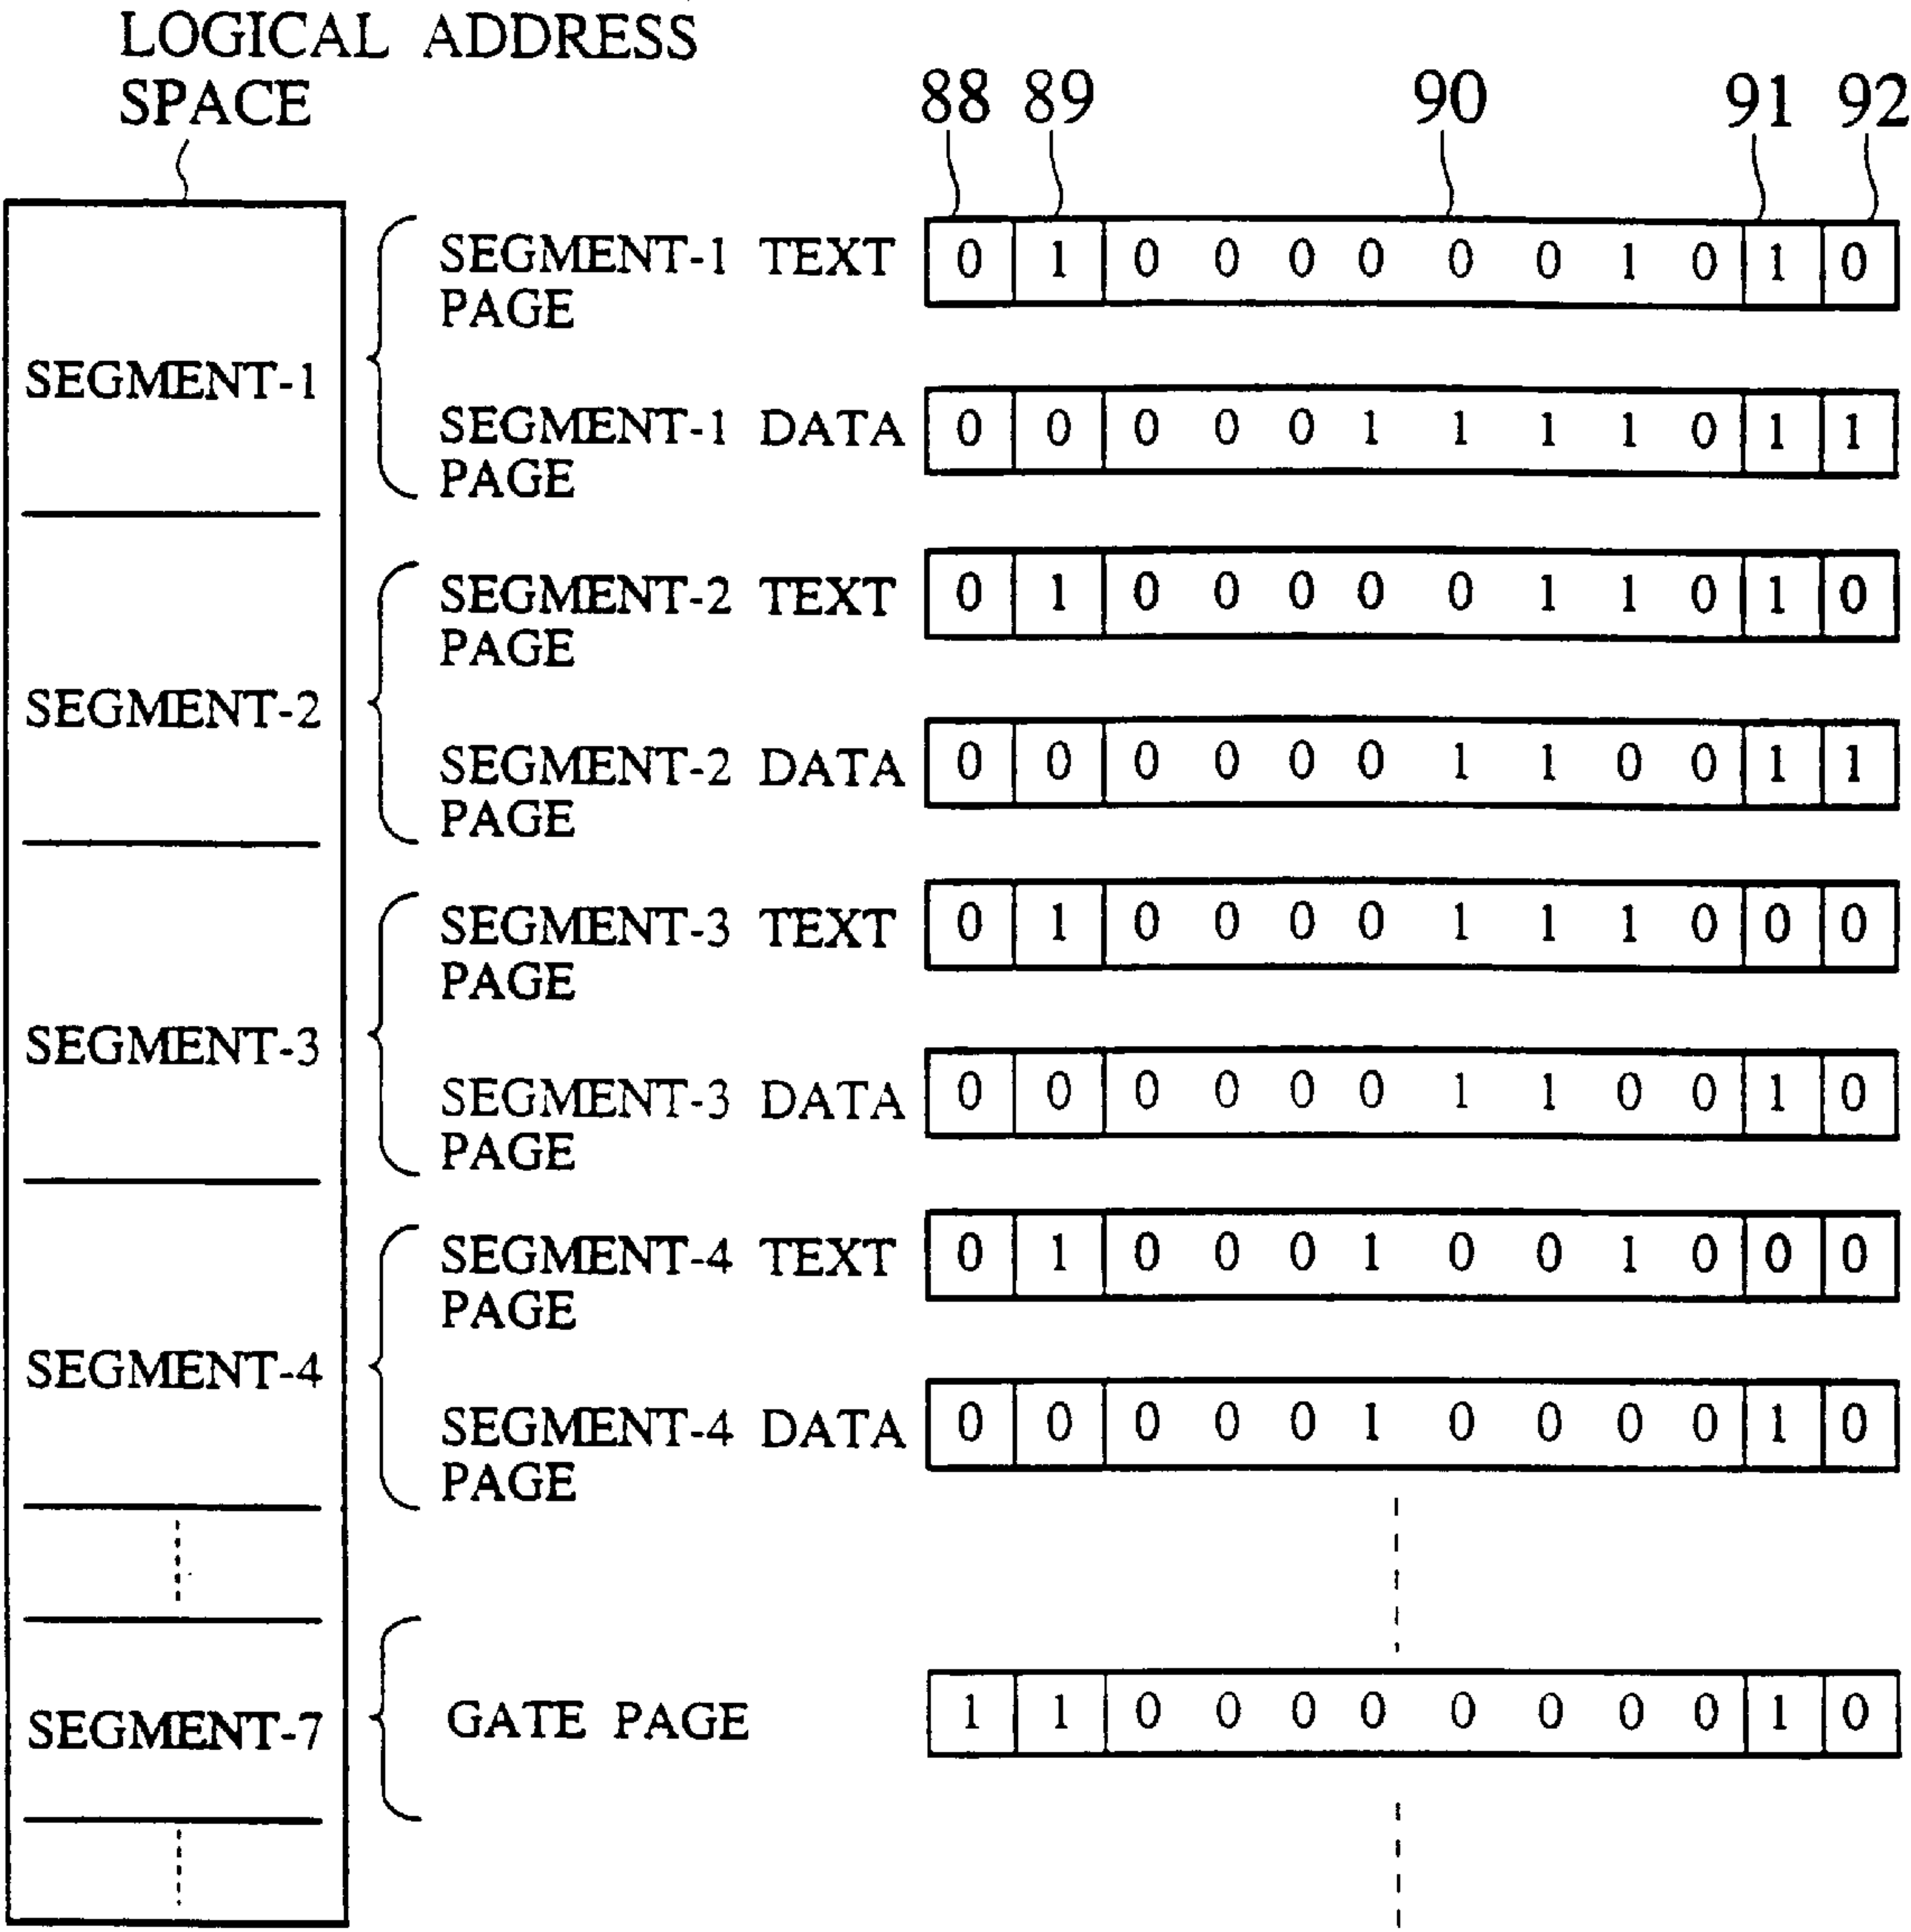 LOGICAL ADDRESS
SPACE
88 89 90 91 92
SEGMENT-1
SEGMENT-1 TEXT
PAGE
0 1 0 0 0 0 0 0 1 0 1 0
SEGMENT-1 DATA
PAGE
0 0 0 0 0 1 1 1 1 0 1 1
SEGMENT-2
SEGMENT-2 TEXT
PAGE
0 1 0 0 0 0 0 1 1 0 1 0
SEGMENT-2 DATA
PAGE
0 0 0 0 0 0 1 1 0 0 1 1
SEGMENT-3
SEGMENT-3 TEXT
PAGE
0 1 0 0 0 0 1 1 1 0 0 0
SEGMENT-3 DATA
PAGE
0 0 0 0 0 0 1 1 0 0 1 0
SEGMENT-4
SEGMENT-4 TEXT
PAGE
0 1 0 0 0 1 0 0 1 0 0 0
SEGMENT-4 DATA
PAGE
0 0 0 0 0 1 0 0 0 0 1 0
SEGMENT-7
GATE PAGE
1 1 0 0 0 0 0 0 0 0 1 0